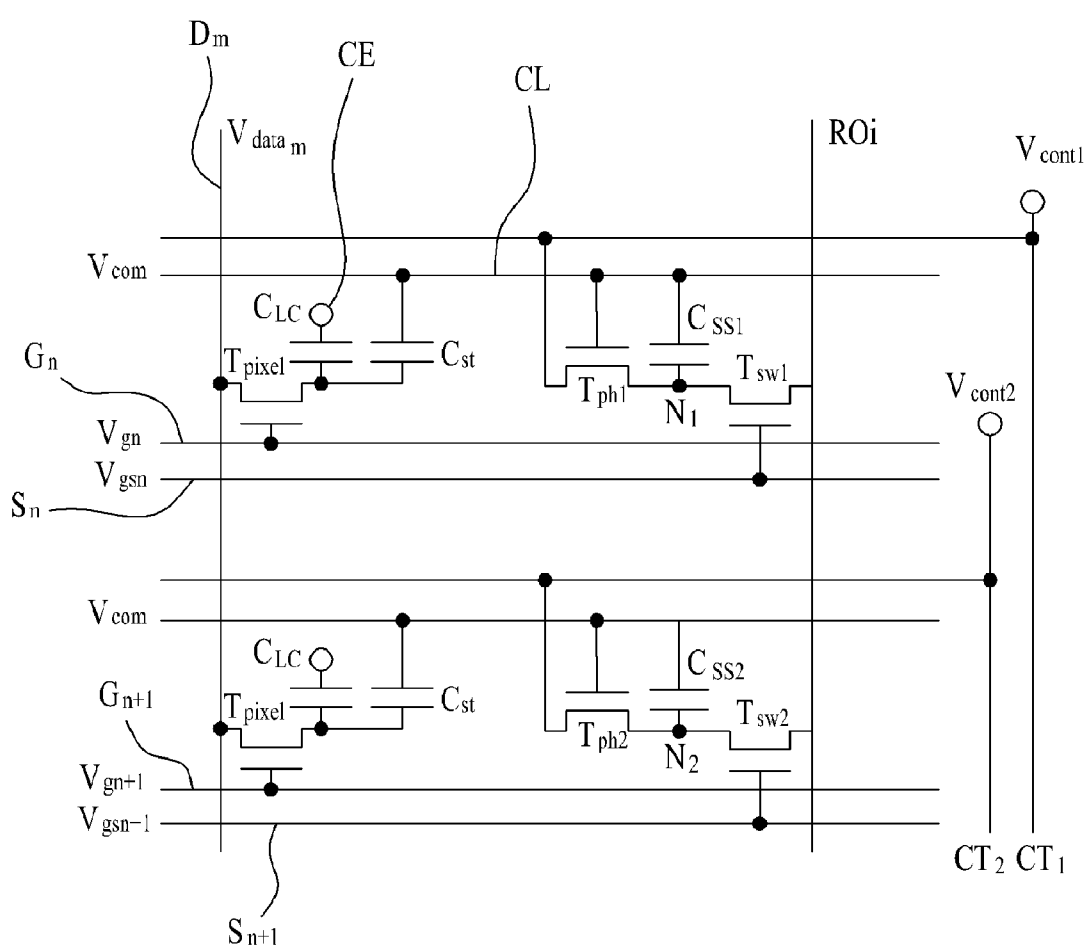 Dm
CE
CL
Vdata m
ROi
Vcont1
Vcom
CLC
CSS1
Gn
Tpixel
Cst
Tph1
N1
Tsw1
Vcont2
Vgn
Vgsn
Sn
Vcom
CLC
CSS2
Gn+1
Tpixel
Cst
Tph2
N2
Tsw2
Vgn+1
Vgsn-1
CT2 CT1
Sn+1